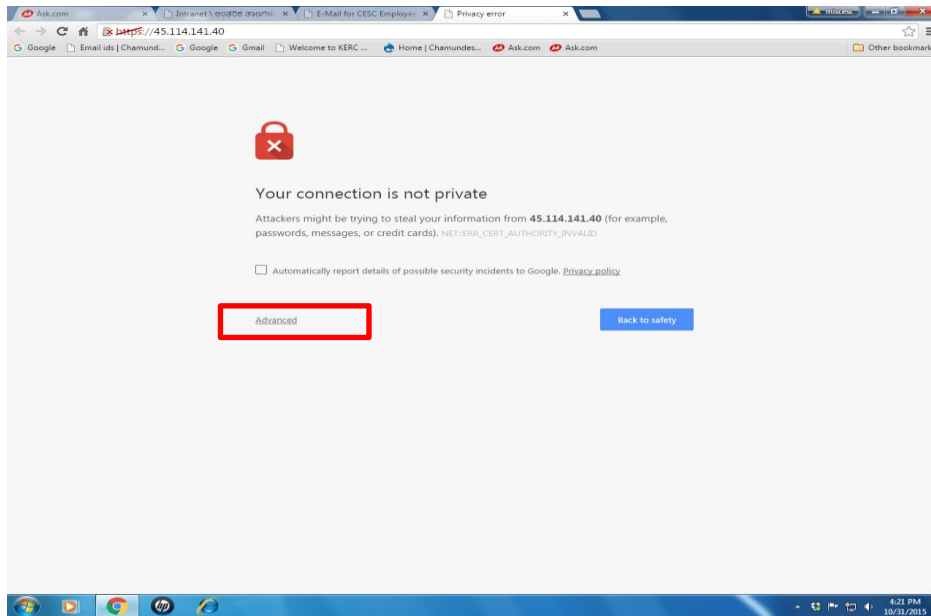 Ask.com
Intranet \
E-Mail for CESC Employe
Privacy error
miscesc
https://45.114.141.40
Google
Email ids | Chamund...
Google
Gmail
Welcome to KERC ...
Home | Chamundes...
Ask.com
Ask.com
Other bookmark
Your connection is not private
Attackers might be trying to steal your information from 45.114.141.40 (for example,
passwords, messages, or credit cards). NET::ERR_CERT_AUTHORITY_INVALID
Automatically report details of possible security incidents to Google. Privacy policy
Advanced
Back to safety
hp
4:21 PM
10/31/2015